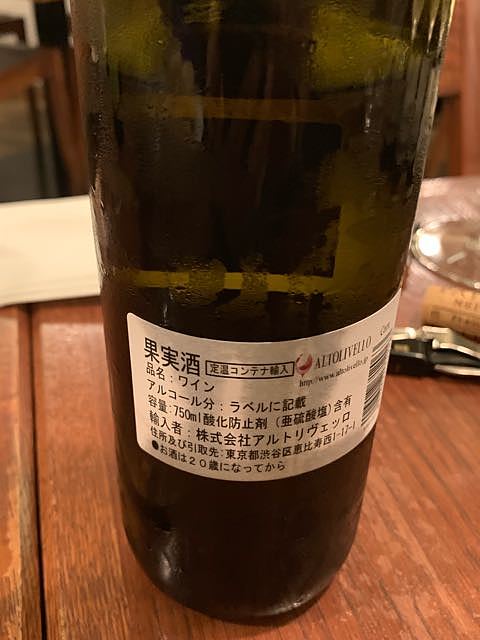 果実酒 定温コンテナ輸入 ALTOLIVELLO
http://www.altolivello.jp
品名：ワイン
アルコール分：ラベルに記載
容量：750ml 酸化防止剤（亜硫酸塩)含有
輸入者：株式会社アルトリヴェッロ
住所及び引取先：東京都渋谷区恵比寿西1-17-1
●お酒は２０歳になってから